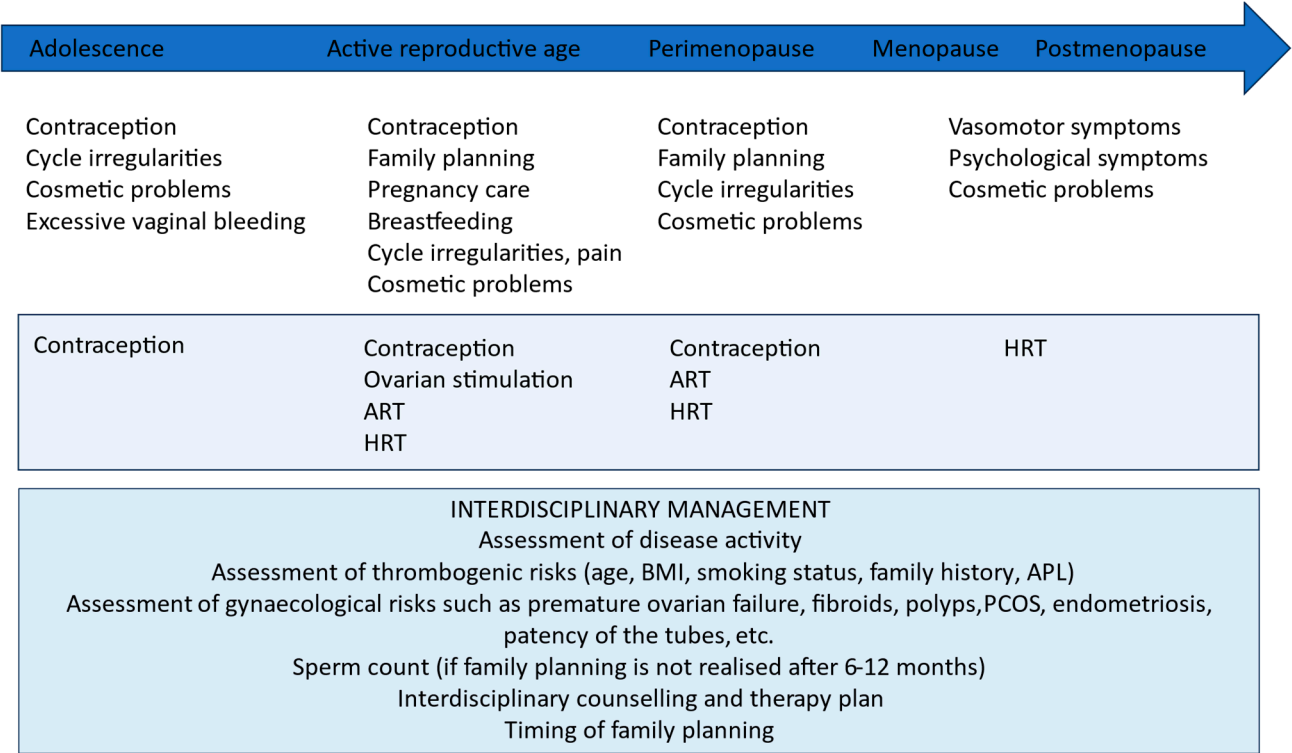 Adolescence
Active reproductive age
Perimenopause
Menopause
Postmenopause
Contraception
Cycle irregularities
Cosmetic problems
Excessive vaginal bleeding
Contraception
Family planning
Pregnancy care
Breastfeeding
Cycle irregularities, pain
Cosmetic problems
Contraception
Family planning
Cycle irregularities
Cosmetic problems
Vasomotor symptoms
Psychological symptoms
Cosmetic problems
Contraception
Contraception
Ovarian stimulation
ART
HRT
Contraception
ART
HRT
HRT
INTERDISCIPLINARY MANAGEMENT
Assessment of disease activity
Assessment of thrombogenic risks (age, BMI, smoking status, family history, APL)
Assessment of gynaecological risks such as premature ovarian failure, fibroids, polyps,PCOS, endometriosis,
patency of the tubes, etc.
Sperm count (if family planning is not realised after 6-12 months)
Interdisciplinary counselling and therapy plan
Timing of family planning